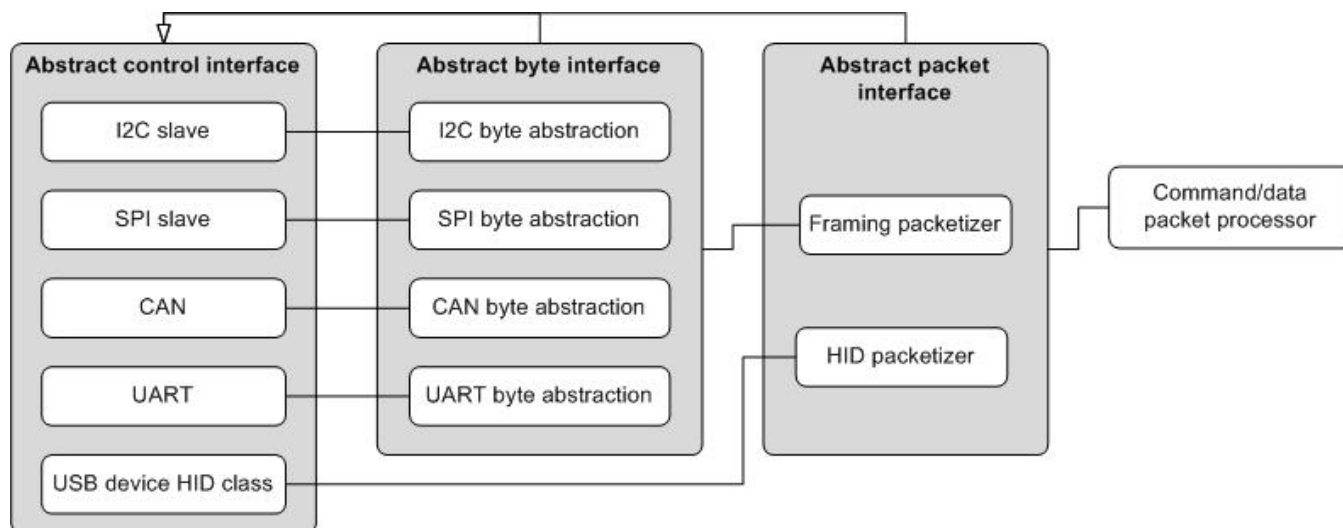 Abstract control interface
I2C slave
SPI slave
CAN
UART
USB device HID class
Abstract byte interface
I2C byte abstraction
SPI byte abstraction
CAN byte abstraction
UART byte abstraction
Abstract packet
interface
Framing packetizer
HID packetizer
Command/data
packet processor